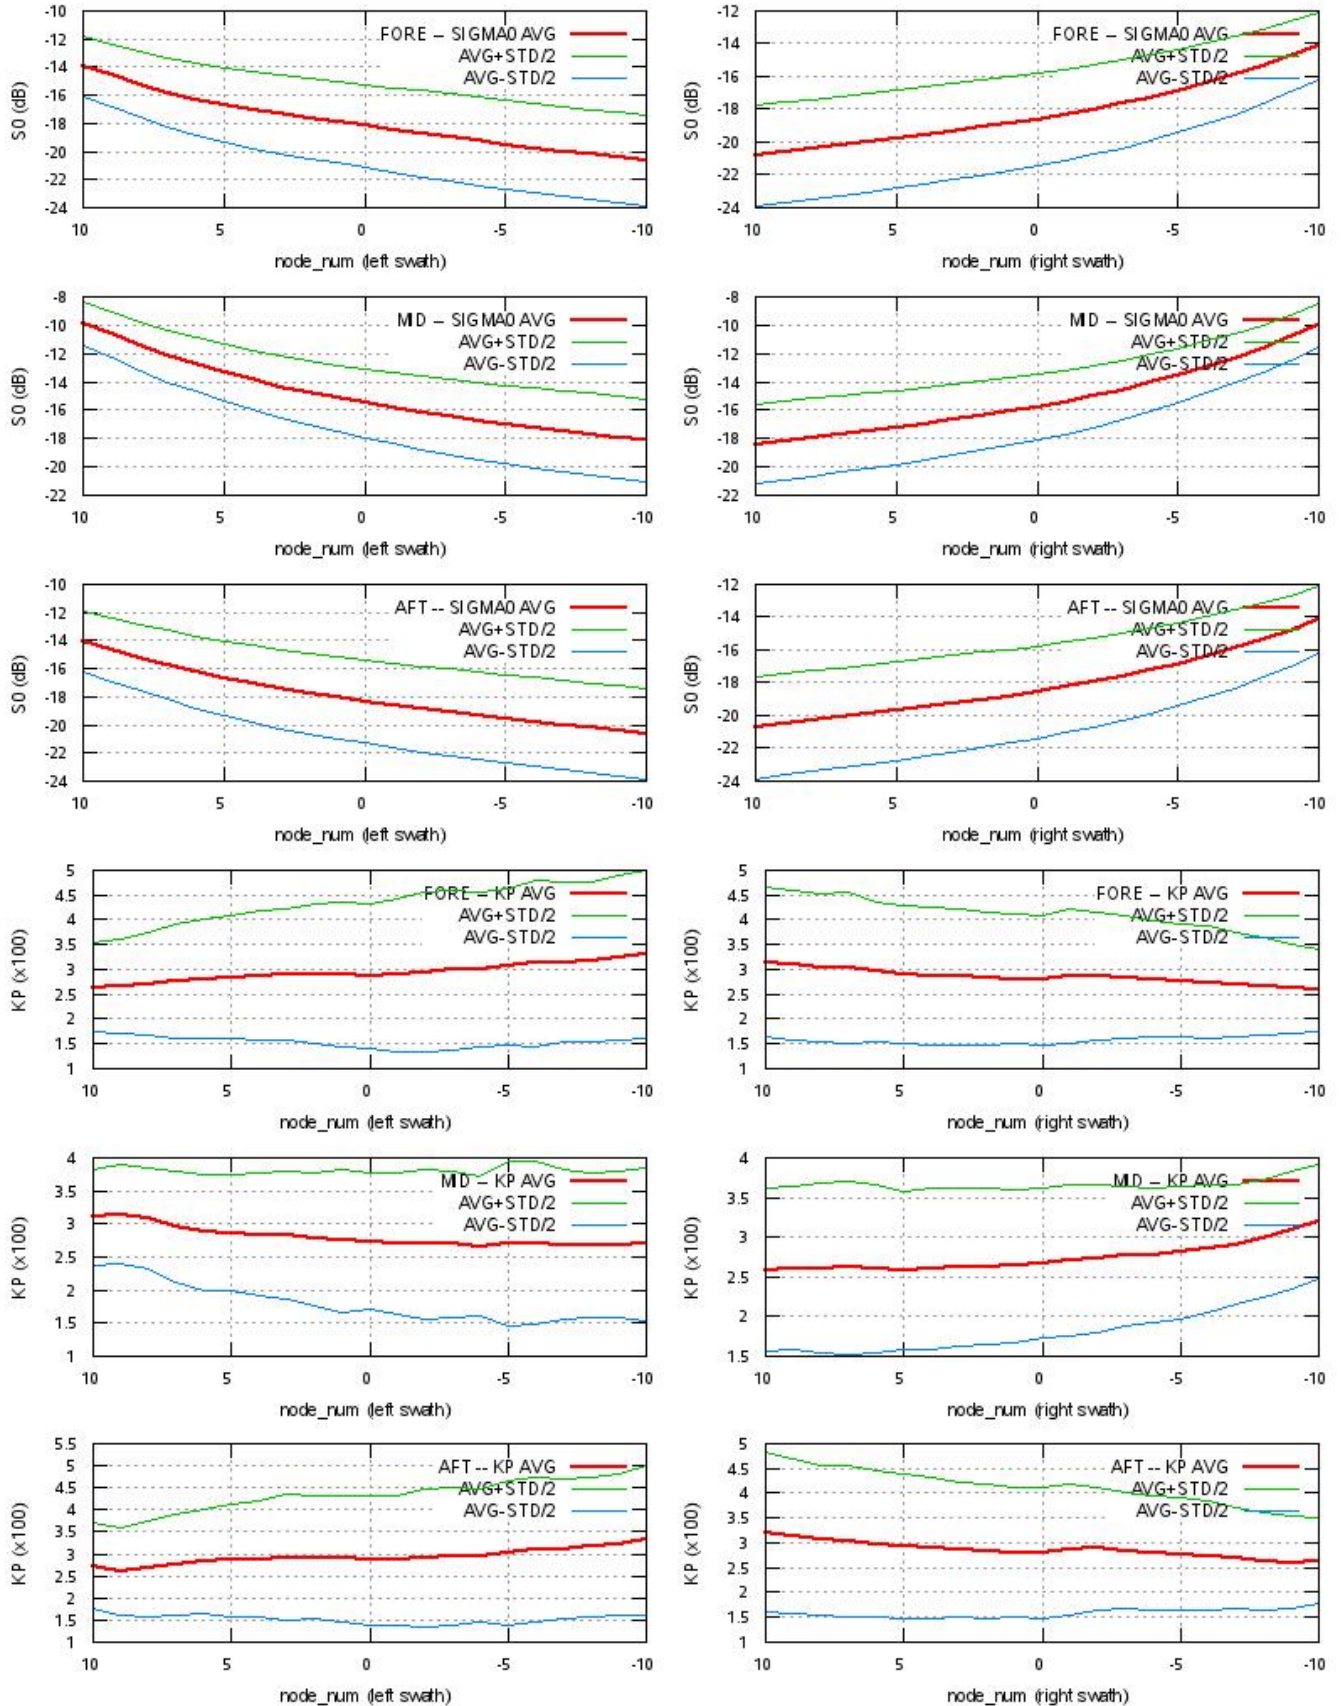 -10
FORE – SIGMA0 AVG
-12
AVG+STD/2
-14
AVG-STD/2
-16
-18
-20
-22
-24
S0 (dB)
10 5 0 -5 -10
node_num (left swath)
-12
FORE – SIGMA0 AVG
-14
AVG+STD/2
AVG-STD/2
-16
-18
-20
-22
-24
S0 (dB)
10 5 0 -5 -10
node_num (right swath)
-8
MID – SIGMA0 AVG
-10
AVG+STD/2
-12
AVG-STD/2
-14
-16
-18
-20
-22
S0 (dB)
10 5 0 -5 -10
node_num (left swath)
-8
MID – SIGMA0 AVG
-10
AVG+STD/2
-12
AVG-STD/2
-14
-16
-18
-20
-22
S0 (dB)
10 5 0 -5 -10
node_num (right swath)
-10
AFT -- SIGMA0 AVG
-12
AVG+STD/2
-14
AVG-STD/2
-16
-18
-20
-22
-24
S0 (dB)
10 5 0 -5 -10
node_num (left swath)
-12
AFT -- SIGMA0 AVG
-14
AVG+STD/2
AVG-STD/2
-16
-18
-20
-22
-24
S0 (dB)
10 5 0 -5 -10
node_num (right swath)
5
FORE – KP AVG
4.5
AVG+STD/2
4
AVG-STD/2
3.5
3
2.5
2
1.5
1
KP (x100)
10 5 0 -5 -10
node_num (left swath)
5
FORE – KP AVG
4.5
AVG+STD/2
4
AVG-STD/2
3.5
3
2.5
2
1.5
1
KP (x100)
10 5 0 -5 -10
node_num (right swath)
4
MID – KP AVG
3.5
AVG+STD/2
AVG-STD/2
3
2.5
2
1.5
1
KP (x100)
10 5 0 -5 -10
node_num (left swath)
4
MID – KP AVG
3.5
AVG+STD/2
AVG-STD/2
3
2.5
2
1.5
KP (x100)
10 5 0 -5 -10
node_num (right swath)
5.5
AFT -- KP AVG
5
AVG+STD/2
4.5
AVG-STD/2
4
3.5
3
2.5
2
1.5
1
KP (x100)
10 5 0 -5 -10
node_num (left swath)
5
AFT -- KP AVG
4.5
AVG+STD/2
4
AVG-STD/2
3.5
3
2.5
2
1.5
1
KP (x100)
10 5 0 -5 -10
node_num (right swath)